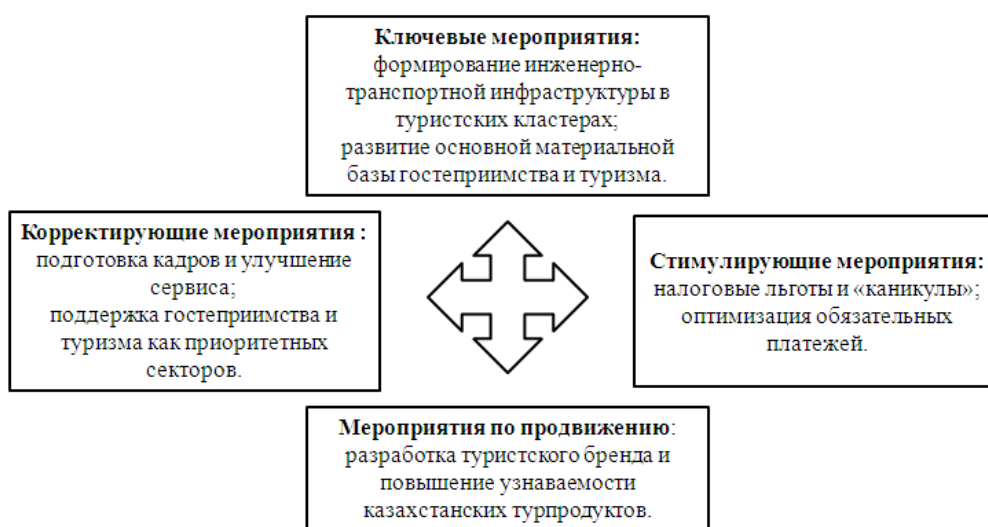 Ключевые мероприятия:
формирование инженерно-
транспортной инфраструктуры в
туристских кластерах;
развитие основной материальной
базы гостеприимства и туризма.
Корректирующие мероприятия :
подготовка кадров и улучшение
сервиса;
поддержка гостеприимства и
туризма как приоритетных
секторов.
Стимулирующие мероприятия:
налоговые льготы и «каникулы»;
оптимизация обязательных
платежей.
Мероприятия по продвижению:
разработка туристского бренда и
повышение узнаваемости
казахстанских турпродуктов.